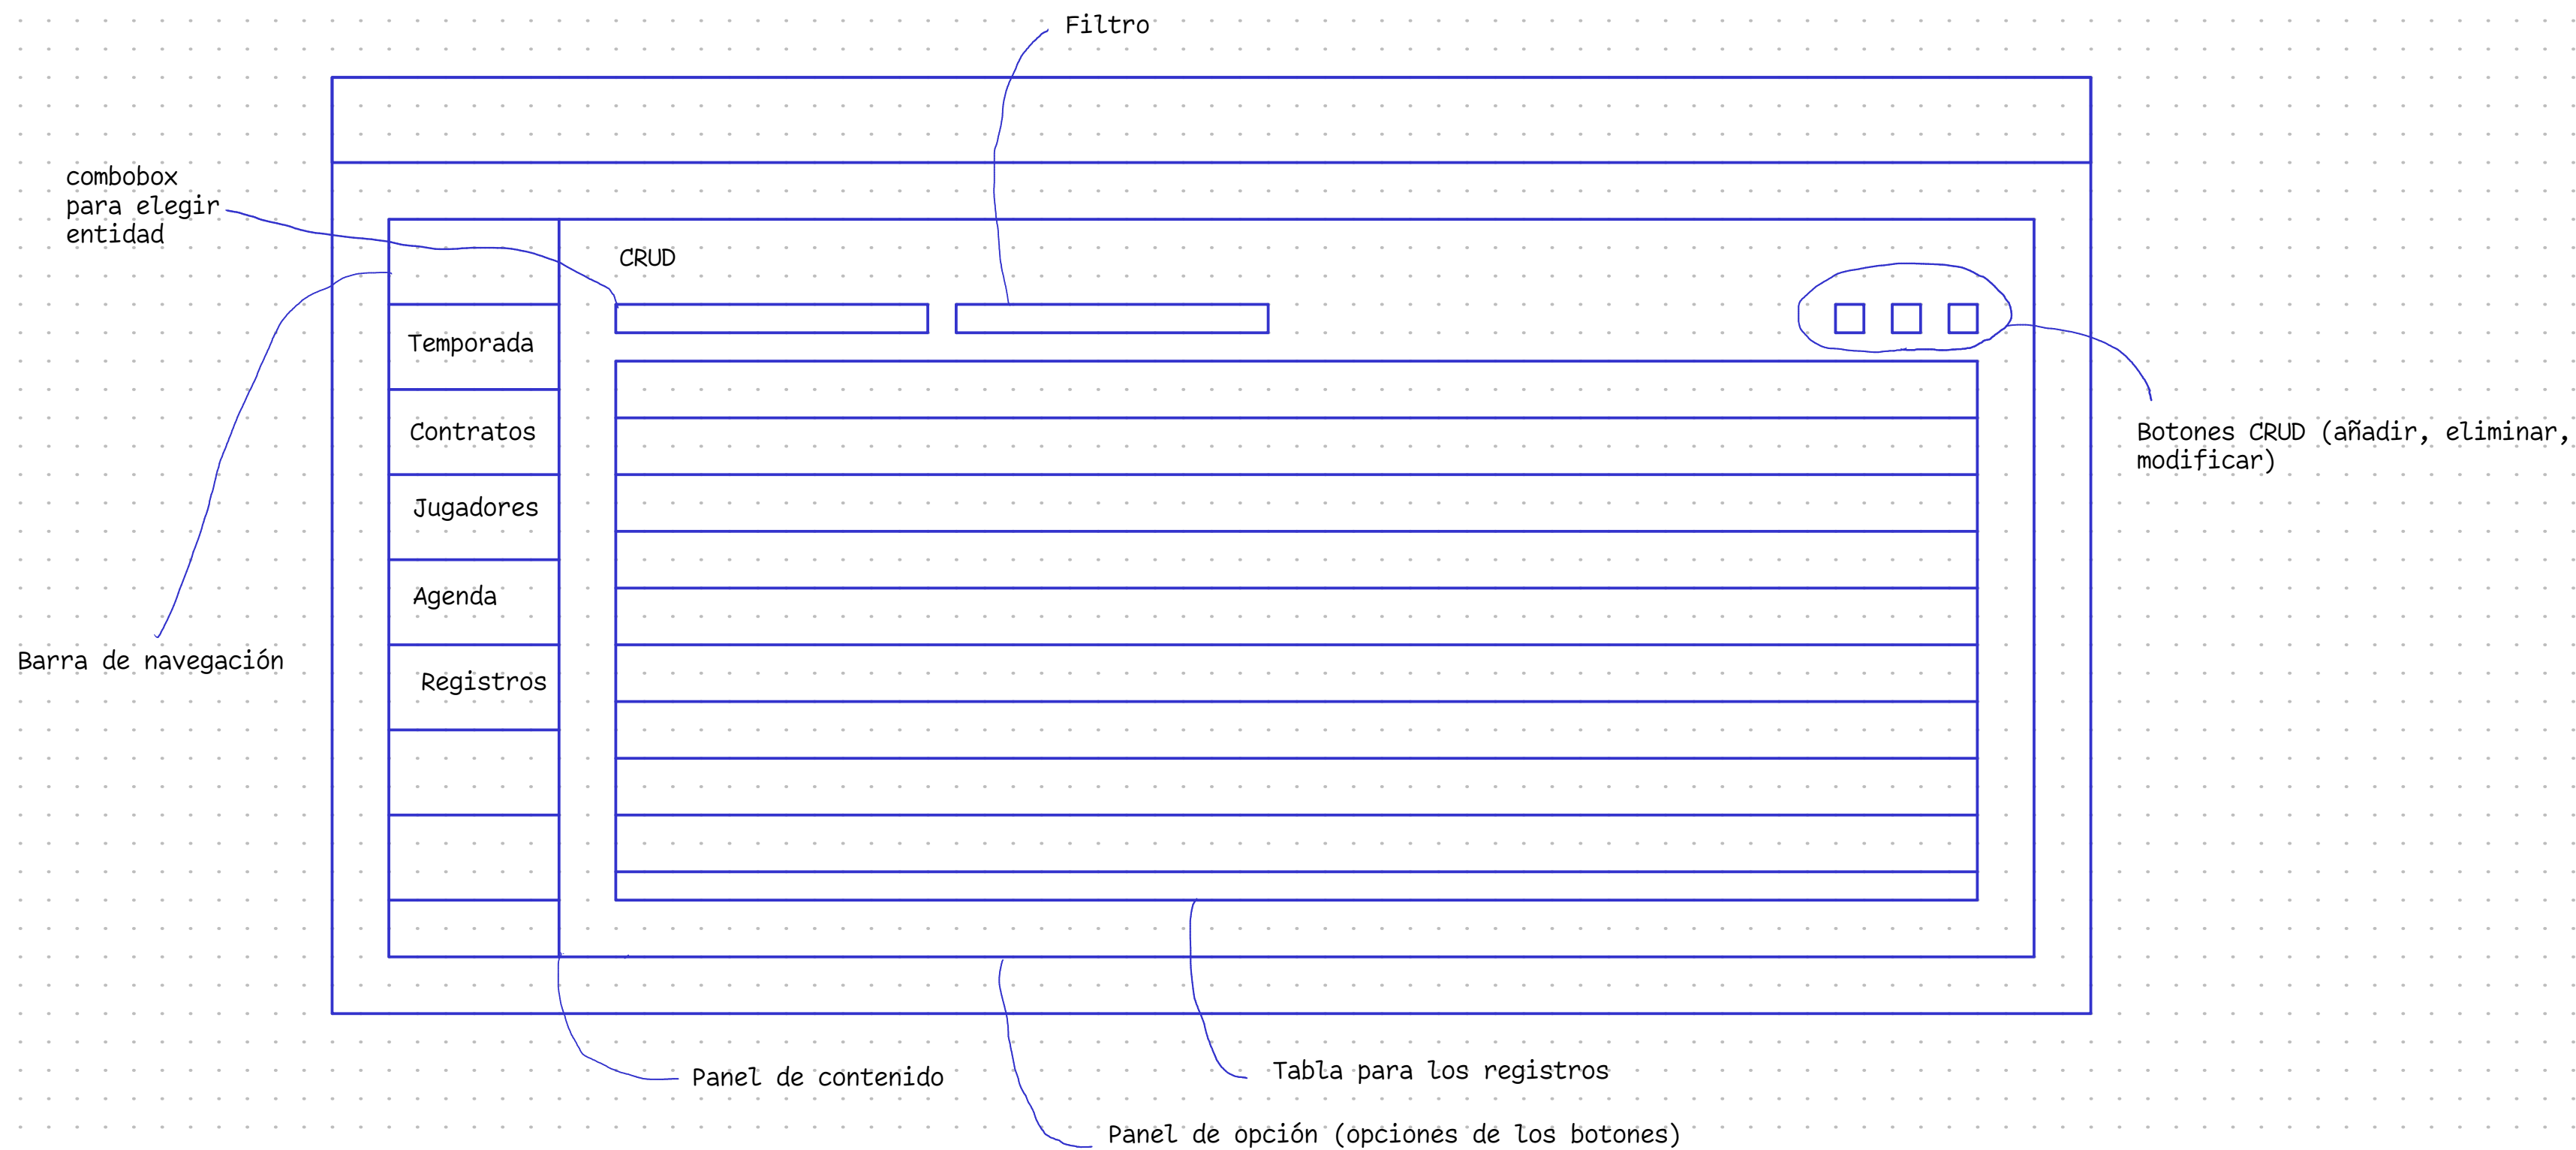 Filtro
combobox
para elegir
entidad
CRUD
Temporada
Contratos
Botones CRUD (añadir, eliminar,
modificar)
Jugadores
Agenda
Barra de navegación
Registros
Panel de contenido
Tabla para los registros
Panel de opción (opciones de los botones)